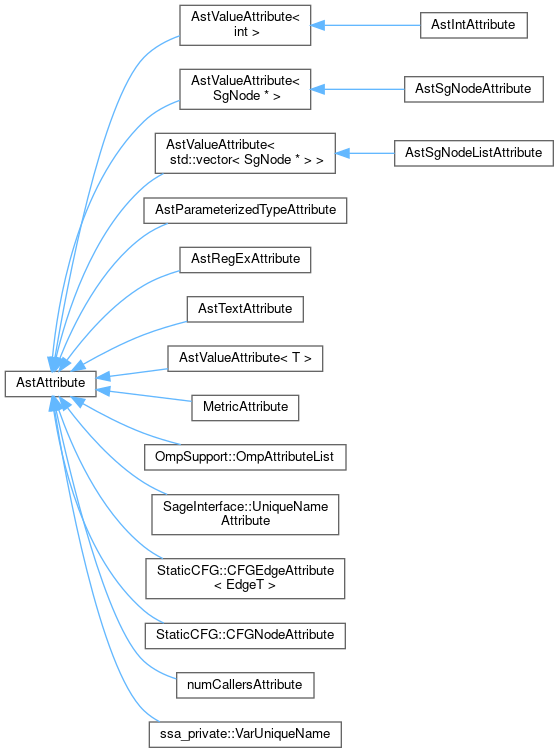 AstValueAttribute<
int >
AstIntAttribute
AstValueAttribute<
SgNode * >
AstSgNodeAttribute
AstValueAttribute<
std::vector< SgNode * > >
AstSgNodeListAttribute
AstParameterizedTypeAttribute
AstRegExAttribute
AstTextAttribute
AstValueAttribute< T >
AstAttribute
MetricAttribute
OmpSupport::OmpAttributeList
SageInterface::UniqueName
Attribute
StaticCFG::CFGEdgeAttribute
< EdgeT >
StaticCFG::CFGNodeAttribute
numCallersAttribute
ssa_private::VarUniqueName